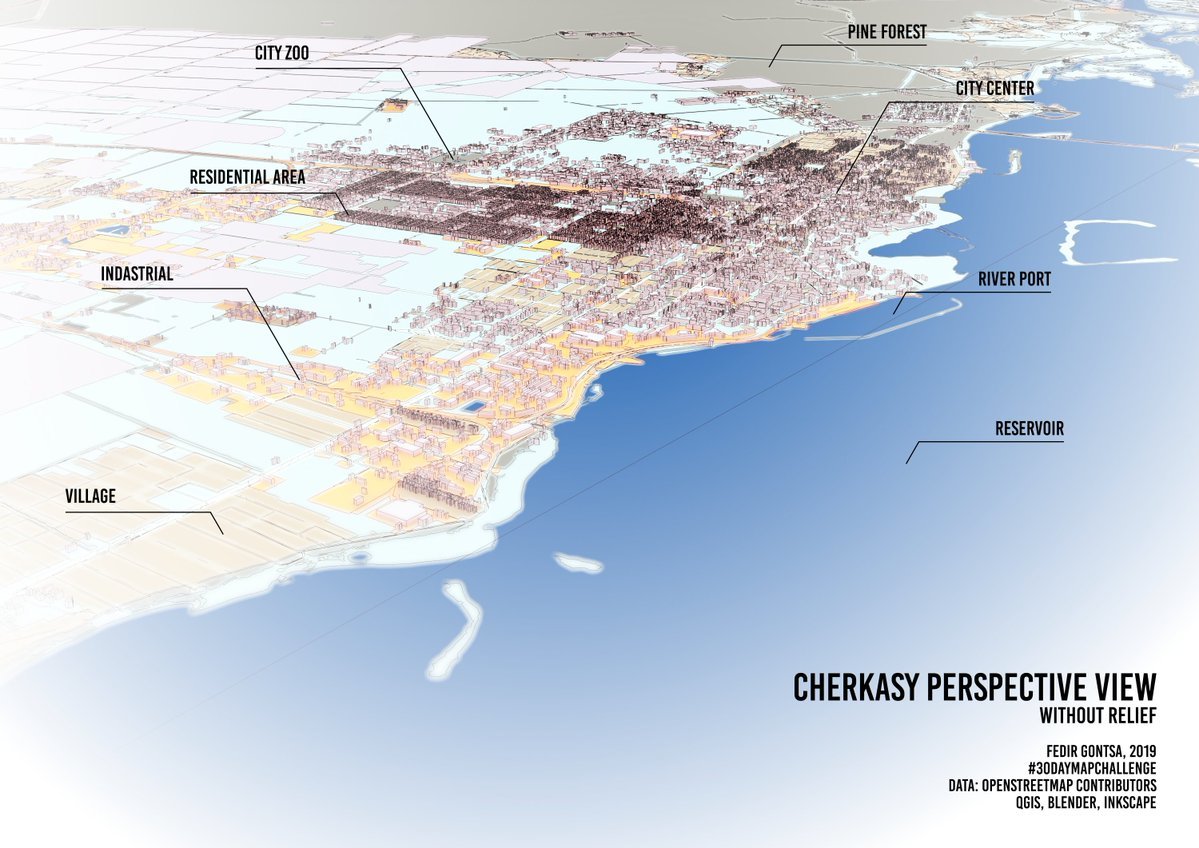 PINE FOREST
CITY ZOO
CITY CENTER
RESIDENTIAL AREA
INDASTRIAL
RIVER PORT
RESERVOIR
VILLAGE
CHERKASY PERSPECTIVE VIEW
WITHOUT RELIEF
FEDIR GONTSA, 2019
#30DAYMAPCHALLENGE
DATA: OPENSTREETMAP CONTRIBUTORS
QGIS, BLENDER, INKSCAPE